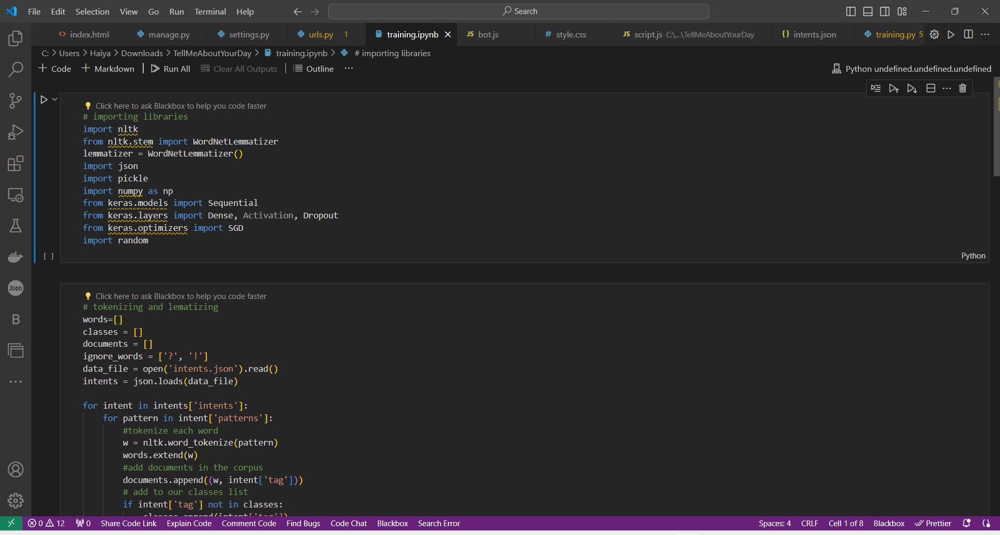 File Edit Selection View Go Run Terminal Help Search
index.html manage.py settings.py urls.py 1 training.ipynb JS bot.js # style.css JS script.js C:\...\TellMeAboutYourDay {} intents.json training.py 5
C: > Users > Haiya > Downloads > TellMeAboutYourDay > training.ipynb > # importing libraries
+ Code + Markdown | Run All Clear All Outputs | Outline ... Python undefined.undefined.undefined
Click here to ask Blackbox to help you code faster
# importing libraries
import nltk
from nltk.stem import WordNetLemmatizer
lemmatizer = WordNetLemmatizer()
import json
import pickle
import numpy as np
from keras.models import Sequential
from keras.layers import Dense, Activation, Dropout
from keras.optimizers import SGD
import random
[ ] Python
Click here to ask Blackbox to help you code faster
# tokenizing and lematizing
words=[]
classes = []
documents = []
ignore_words = ['?', '!']
data_file = open('intents.json').read()
intents = json.loads(data_file)
for intent in intents['intents']:
for pattern in intent['patterns']:
#tokenize each word
w = nltk.word_tokenize(pattern)
words.extend(w)
#add documents in the corpus
documents.append((w, intent['tag']))
# add to our classes list
if intent['tag'] not in classes:
classes.append(intent['tag'])
Json
B
0 12 0 Share Code Link Explain Code Comment Code Find Bugs Code Chat Blackbox Search Error Spaces: 4 CRLF Cell 1 of 8 Blackbox Prettier